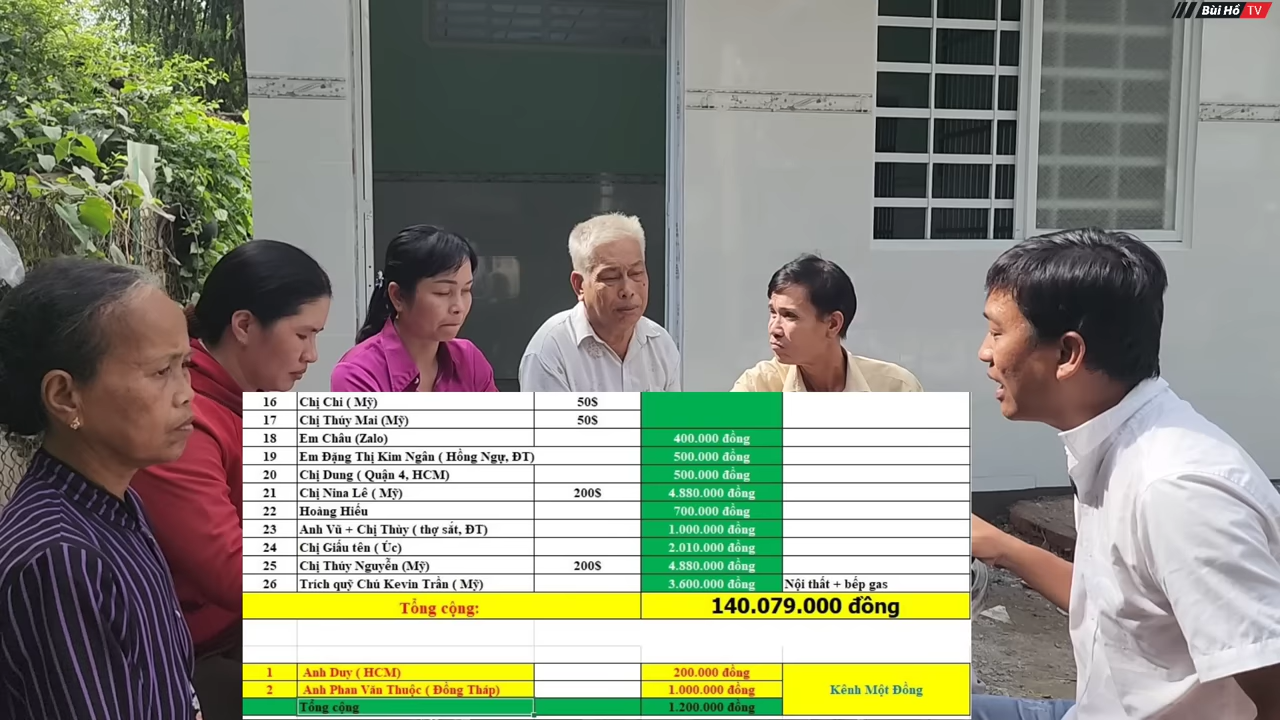 Bùi Hồ TV
16 Chị Chi ( Mỹ) 50$
17 Chị Thúy Mai (Mỹ) 50$
18 Em Châu (Zalo) 400.000 đồng
19 Em Đặng Thị Kim Ngân ( Hồng Ngự, ĐT) 500.000 đồng
20 Chị Dung ( Quận 4, HCM) 500.000 đồng
21 Chị Nina Lê ( Mỹ) 200$ 4.880.000 đồng
22 Hoàng Hiếu 700.000 đồng
23 Anh Vũ + Chị Thùy ( thợ sắt, ĐT) 1.000.000 đồng
24 Chị Giấu tên ( Úc) 2.010.000 đồng
25 Chị Thúy Nguyễn (Mỹ) 200$ 4.880.000 đồng
26 Trích quỹ Chú Kevin Trần ( Mỹ) 3.600.000 đồng Nội thất + bếp gas
Tổng cộng: 140.079.000 đồng
1 Anh Duy ( HCM) 200.000 đồng
2 Anh Phan Văn Thuộc ( Đồng Tháp) 1.000.000 đồng Kênh Một Đồng
Tổng cộng 1.200.000 đồng